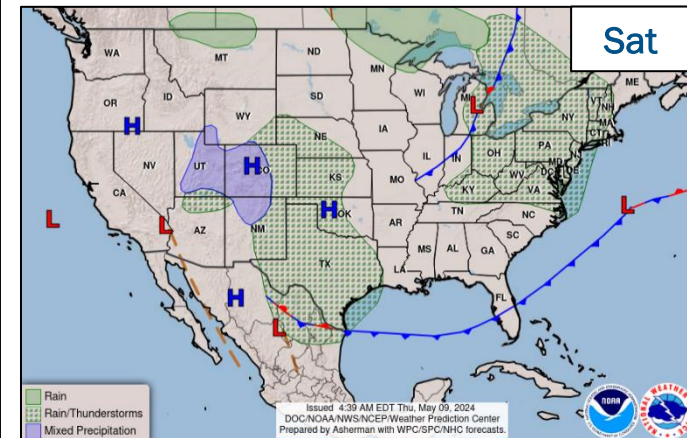 Sat
WA
MT
ND
MN
ME
OR
ID
WY
SD
WI
MI
L
VT
NH
NY
MA
CT
RI
H
NE
IA
PA
NV
UT
H
CO
IL
IN
OH
MD
DC
DE
CA
KS
MO
WV
KY
VA
L
H
OK
TN
NC
L
L
AZ
NM
AR
SC
TX
MS
AL
GA
LA
H
FL
L
Rain
Rain/Thunderstorms
Mixed Precipitation
Issued 4:39 AM EDT Thu, May 09, 2024
DOC/NOAA/NWS/NCEP/Weather Prediction Center
Prepared by Asherman with WPC/SPC/NHC forecasts.
NOAA
NATIONAL WEATHER